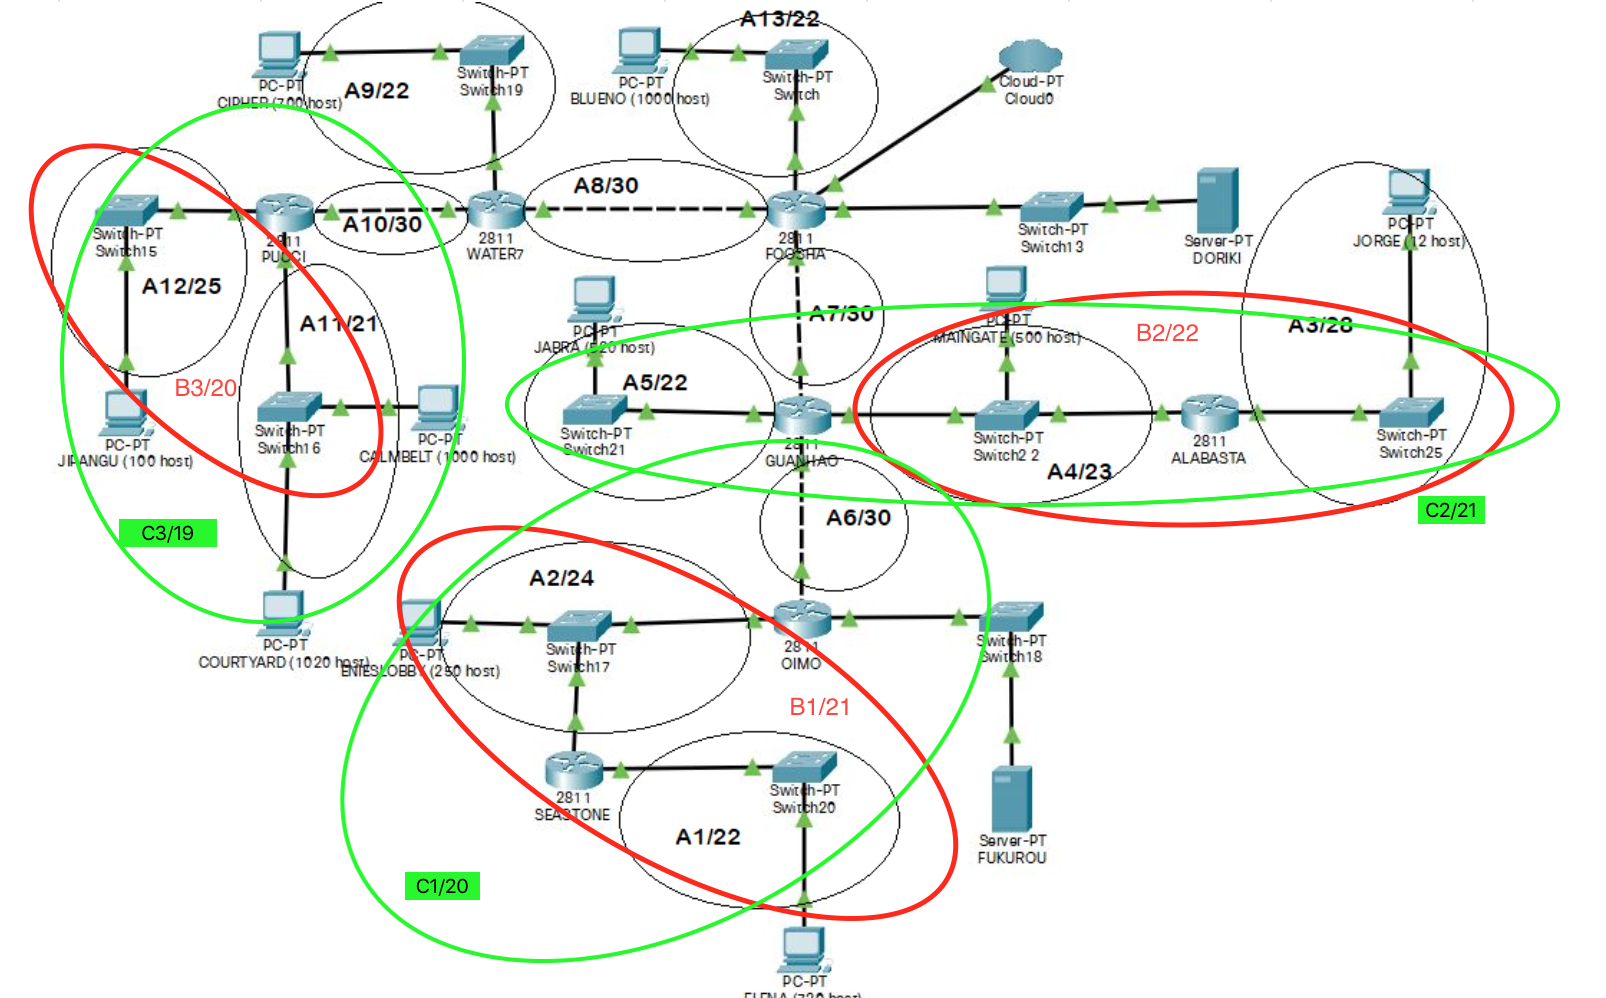 A13/22
Switch-PT
Switch19
PC-PT
CIPHER (700 host)
A9/22
PC-PT
BLUENO (1000 host)
Switch-PT
Switch
Cloud-PT
Cloud0
A8/30
A10/30
Switch-PT
Switch15
2811
PUCCI
2811
WATER7
2811
FOOSHA
Switch-PT
Switch13
Server-PT
DORIKI
PC-PT
JORGE (12 host)
A12/25
A11/21
A7/30
A3/28
PC-PT
JABRA (520 host)
PC-PT
MAINGATE (500 host)
B2/22
B3/20
A5/22
Switch-PT
Switch16
PC-PT
JIPANGU (100 host)
PC-PT
CALMBELT (1000 host)
Switch-PT
Switch21
2811
GUANHAO
Switch-PT
Switch22
2811
ALABASTA
Switch-PT
Switch25
A4/23
C2/21
A6/30
C3/19
A2/24
PC-PT
COURTYARD (1020 host)
PC-PT
ENIESLOBBY (250 host)
Switch-PT
Switch17
2811
OIMO
Switch-PT
Switch18
B1/21
2811
SEASTONE
Switch-PT
Switch20
A1/22
Server-PT
FUKUROU
C1/20
PC-PT
ELENA (720 host)